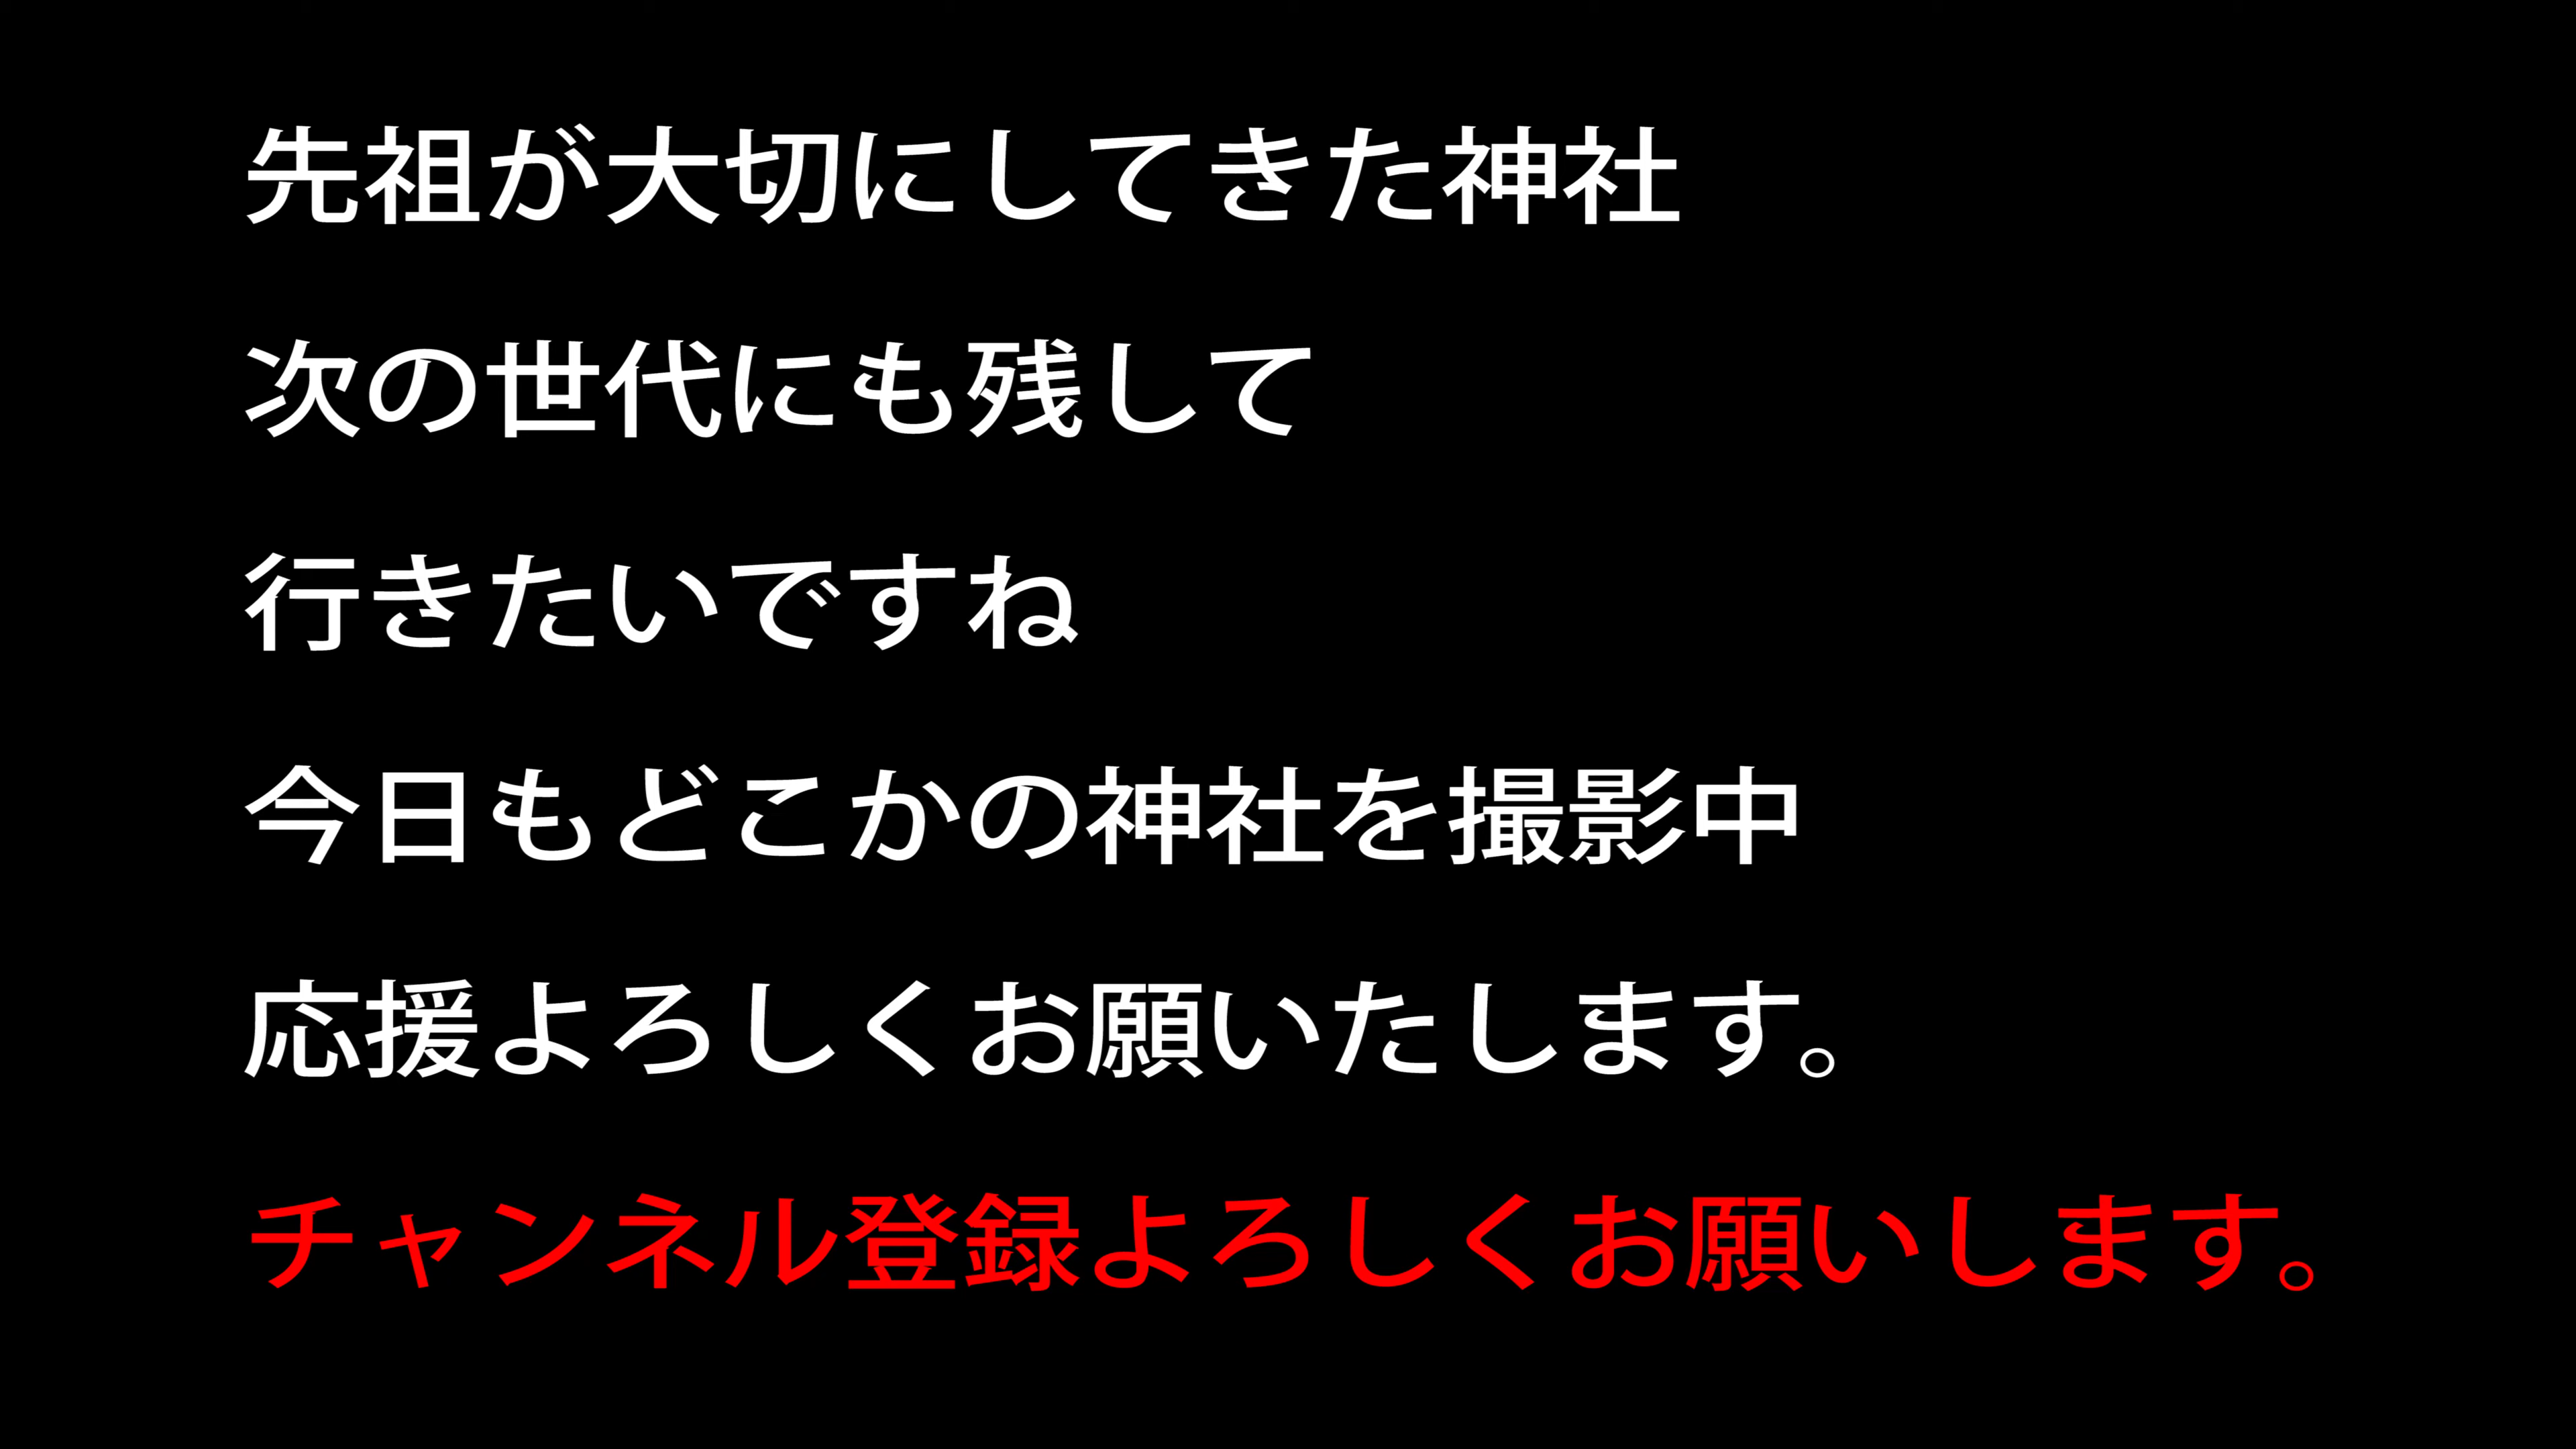 先祖が大切にしてきた神社
次の世代にも残して
行きたいですね
今日もどこかの神社を撮影中
応援よろしくお願いたします。
チャンネル登録よろしくお願いします。